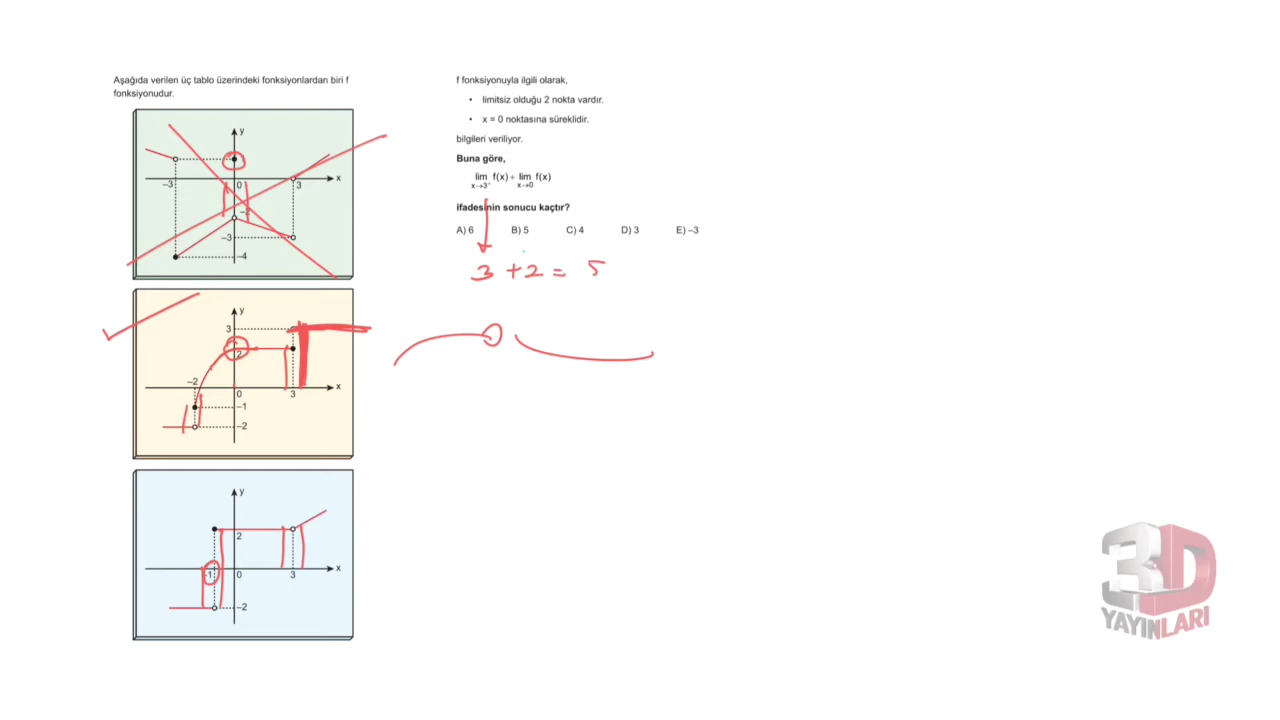 Aşağıda verilen üç tablo üzerindeki fonksiyonlardan biri f
fonksiyonudur.
y
x
–3
0
3
–2
–3
–4
y
3
2
–2
0
3
x
–1
–2
y
2
–1
0
3
x
–2
f fonksiyonuyla ilgili olarak,
• limitsiz olduğu 2 nokta vardır.
• x = 0 noktasına süreklidir.
bilgileri veriliyor.
Buna göre,
lim f(x) + lim f(x)
x→3⁺ x→0
ifadesinin sonucu kaçtır?
A) 6 B) 5 C) 4 D) 3 E) –3
3 + 2 = 5
3D
YAYINLARI